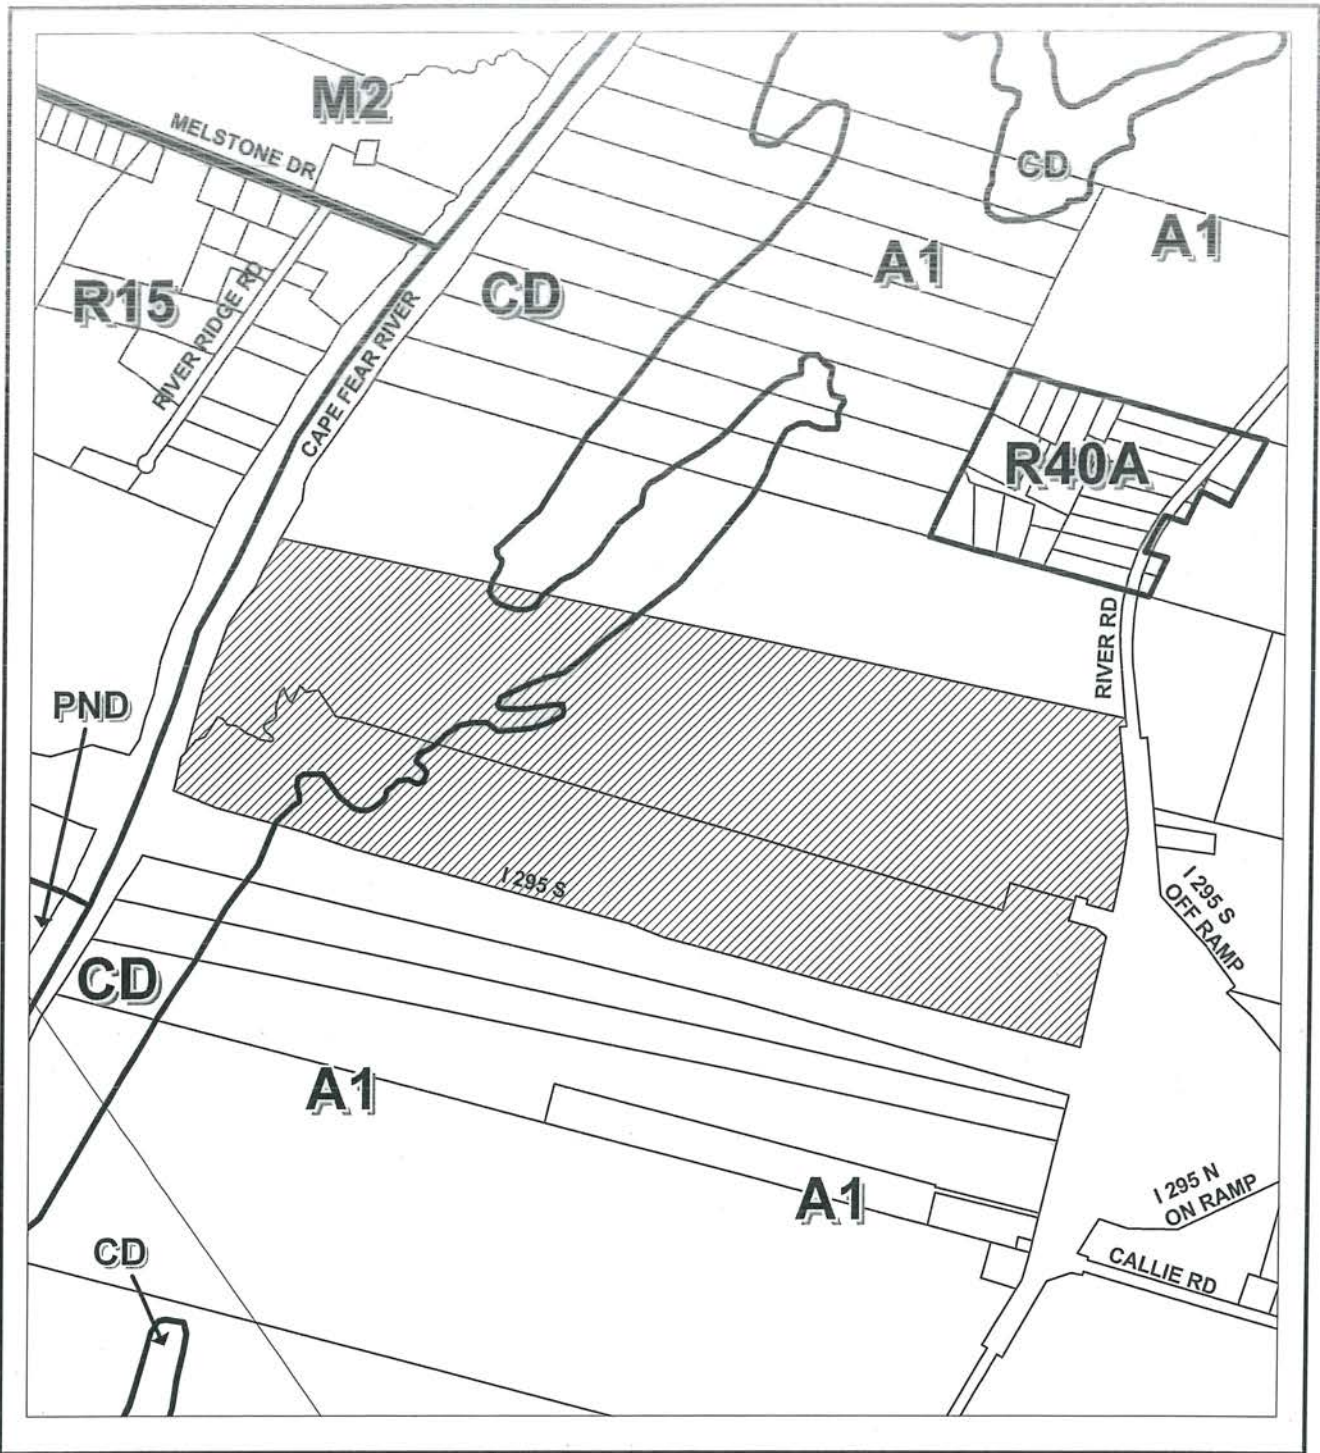 M2
MELSTONE DR
CD
A1
A1
R15
RIVER RIDGE RD
CD
CAPE FEAR RIVER
R40A
RIVER RD
PND
I 295 S
I 295 S
OFF RAMP
CD
A1
A1
I 295 N
ON RAMP
CD
CALLIE RD